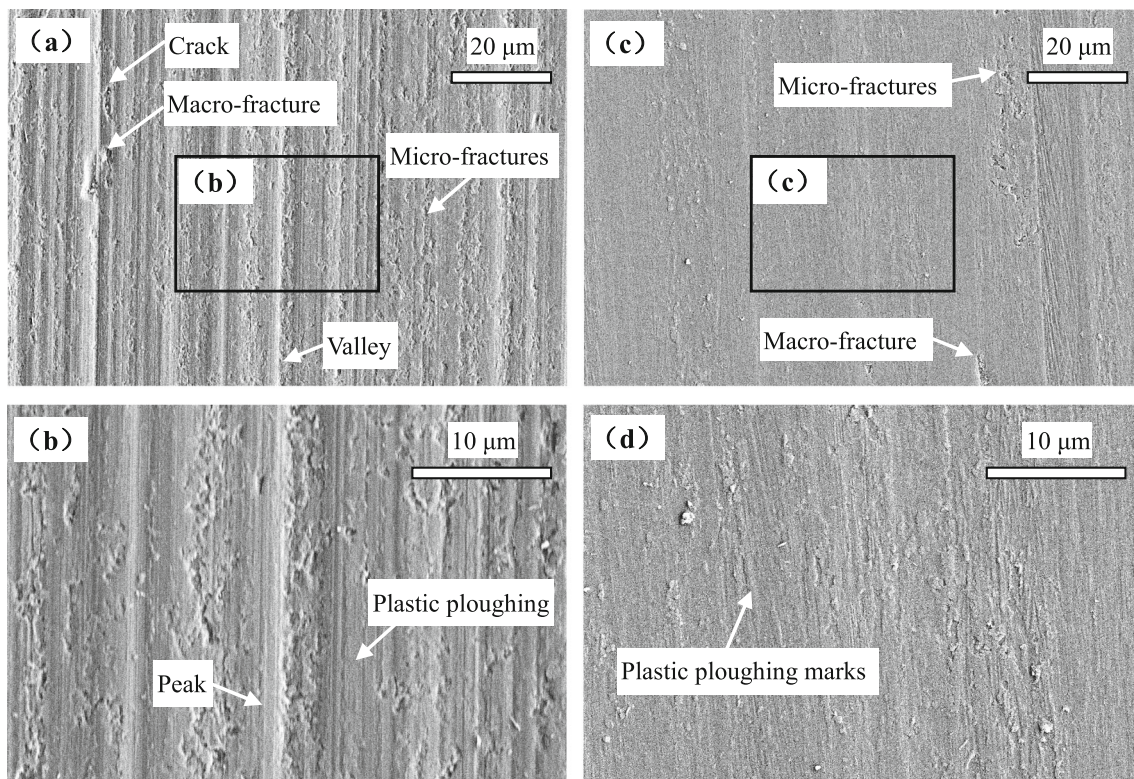 (a)
Crack
20 μm
Macro-fracture
Micro-fractures
(b)
Valley
(c)
20 μm
Micro-fractures
(c)
Macro-fracture
(b)
10 μm
Plastic ploughing
Peak
(d)
10 μm
Plastic ploughing marks